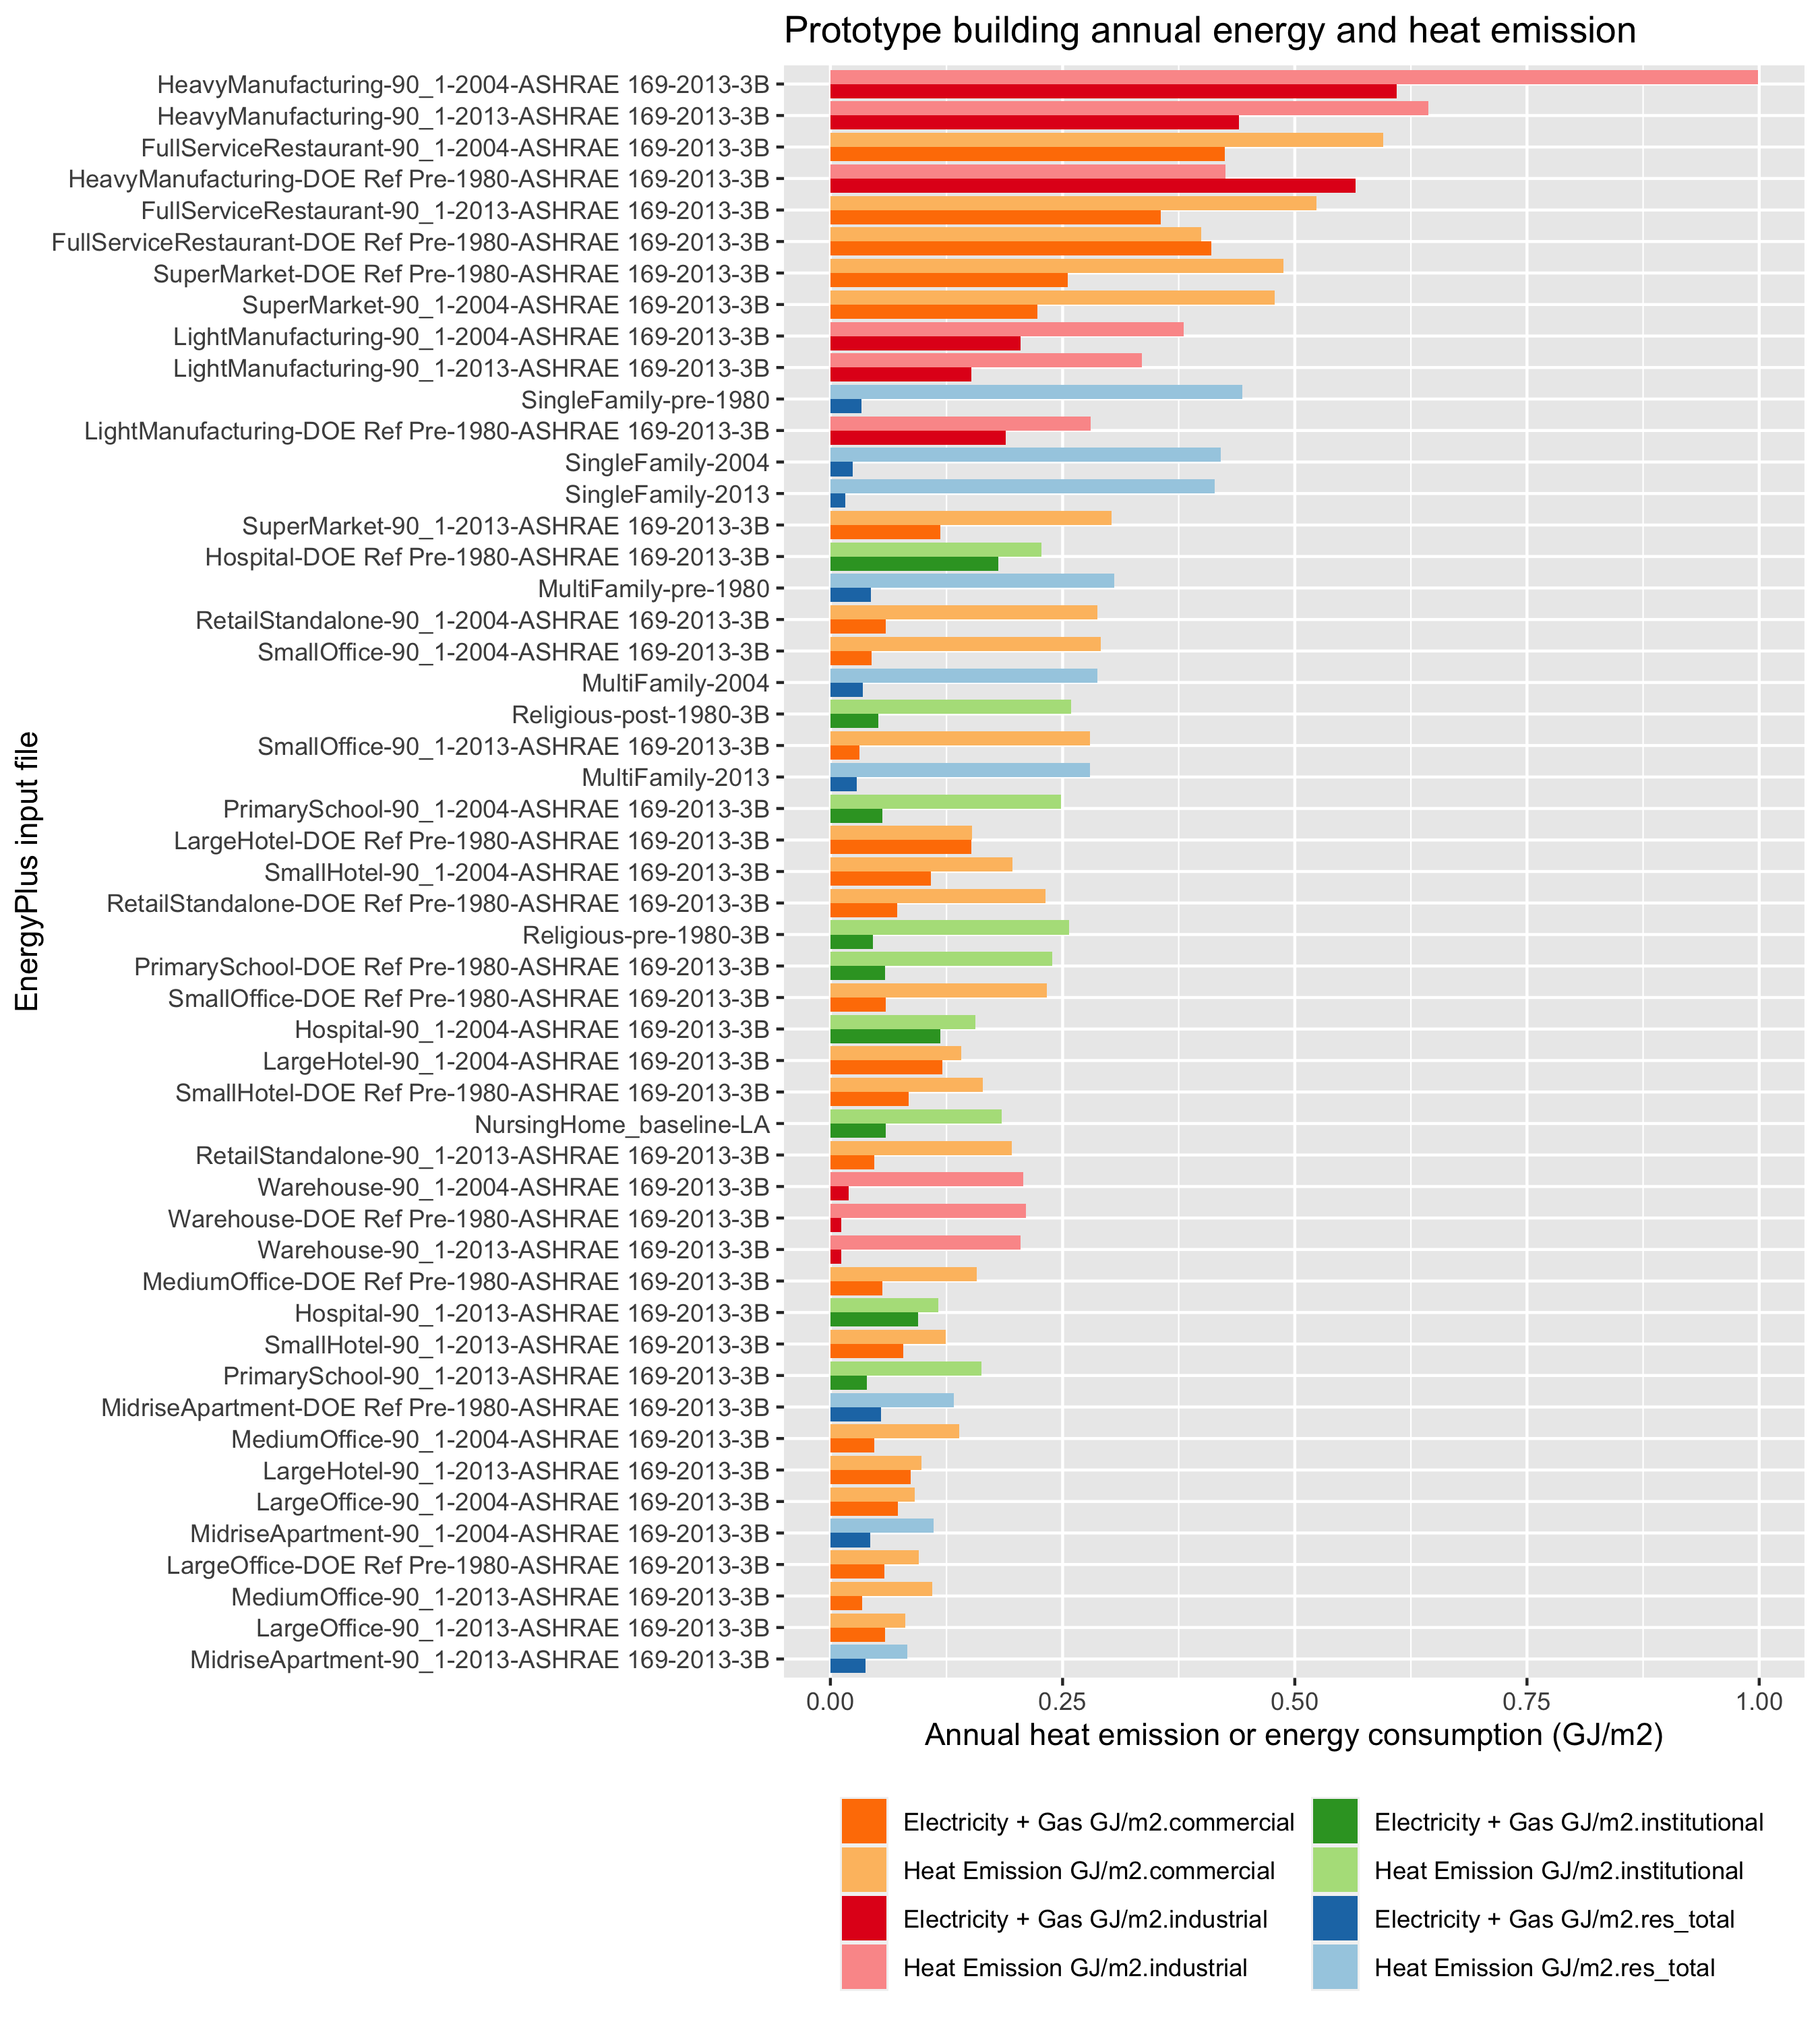 Prototype building annual energy and heat emission
HeavyManufacturing-90_1-2004-ASHRAE 169-2013-3B
HeavyManufacturing-90_1-2013-ASHRAE 169-2013-3B
FullServiceRestaurant-90_1-2004-ASHRAE 169-2013-3B
HeavyManufacturing-DOE Ref Pre-1980-ASHRAE 169-2013-3B
FullServiceRestaurant-90_1-2013-ASHRAE 169-2013-3B
FullServiceRestaurant-DOE Ref Pre-1980-ASHRAE 169-2013-3B
SuperMarket-DOE Ref Pre-1980-ASHRAE 169-2013-3B
SuperMarket-90_1-2004-ASHRAE 169-2013-3B
LightManufacturing-90_1-2004-ASHRAE 169-2013-3B
LightManufacturing-90_1-2013-ASHRAE 169-2013-3B
SingleFamily-pre-1980
LightManufacturing-DOE Ref Pre-1980-ASHRAE 169-2013-3B
SingleFamily-2004
SingleFamily-2013
SuperMarket-90_1-2013-ASHRAE 169-2013-3B
Hospital-DOE Ref Pre-1980-ASHRAE 169-2013-3B
MultiFamily-pre-1980
RetailStandalone-90_1-2004-ASHRAE 169-2013-3B
SmallOffice-90_1-2004-ASHRAE 169-2013-3B
MultiFamily-2004
Religious-post-1980-3B
SmallOffice-90_1-2013-ASHRAE 169-2013-3B
MultiFamily-2013
PrimarySchool-90_1-2004-ASHRAE 169-2013-3B
LargeHotel-DOE Ref Pre-1980-ASHRAE 169-2013-3B
SmallHotel-90_1-2004-ASHRAE 169-2013-3B
RetailStandalone-DOE Ref Pre-1980-ASHRAE 169-2013-3B
Religious-pre-1980-3B
PrimarySchool-DOE Ref Pre-1980-ASHRAE 169-2013-3B
SmallOffice-DOE Ref Pre-1980-ASHRAE 169-2013-3B
Hospital-90_1-2004-ASHRAE 169-2013-3B
LargeHotel-90_1-2004-ASHRAE 169-2013-3B
SmallHotel-DOE Ref Pre-1980-ASHRAE 169-2013-3B
NursingHome_baseline-LA
RetailStandalone-90_1-2013-ASHRAE 169-2013-3B
Warehouse-90_1-2004-ASHRAE 169-2013-3B
Warehouse-DOE Ref Pre-1980-ASHRAE 169-2013-3B
Warehouse-90_1-2013-ASHRAE 169-2013-3B
MediumOffice-DOE Ref Pre-1980-ASHRAE 169-2013-3B
Hospital-90_1-2013-ASHRAE 169-2013-3B
SmallHotel-90_1-2013-ASHRAE 169-2013-3B
PrimarySchool-90_1-2013-ASHRAE 169-2013-3B
MidriseApartment-DOE Ref Pre-1980-ASHRAE 169-2013-3B
MediumOffice-90_1-2004-ASHRAE 169-2013-3B
LargeHotel-90_1-2013-ASHRAE 169-2013-3B
LargeOffice-90_1-2004-ASHRAE 169-2013-3B
MidriseApartment-90_1-2004-ASHRAE 169-2013-3B
LargeOffice-DOE Ref Pre-1980-ASHRAE 169-2013-3B
MediumOffice-90_1-2013-ASHRAE 169-2013-3B
LargeOffice-90_1-2013-ASHRAE 169-2013-3B
MidriseApartment-90_1-2013-ASHRAE 169-2013-3B
EnergyPlus input file
0.00 0.25 0.50 0.75 1.00
Annual heat emission or energy consumption (GJ/m2)
Electricity + Gas GJ/m2.commercial
Heat Emission GJ/m2.commercial
Electricity + Gas GJ/m2.industrial
Heat Emission GJ/m2.industrial
Electricity + Gas GJ/m2.institutional
Heat Emission GJ/m2.institutional
Electricity + Gas GJ/m2.res_total
Heat Emission GJ/m2.res_total